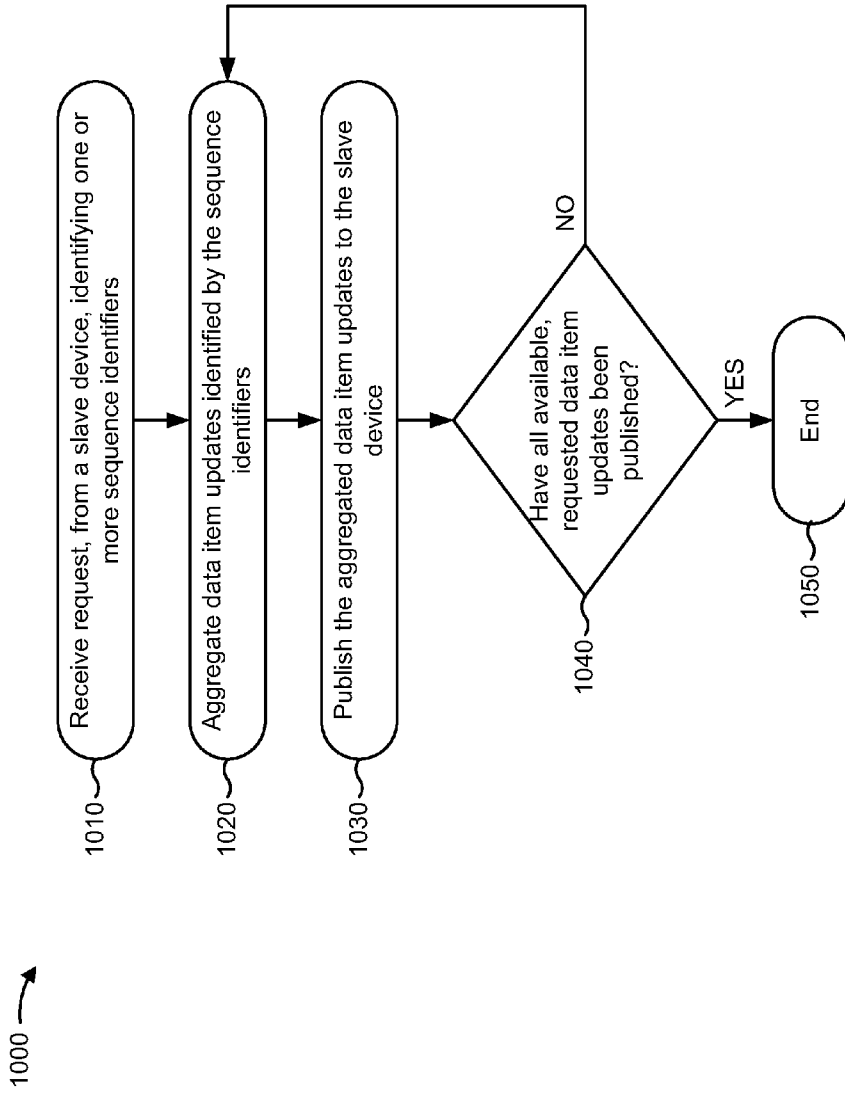 1000
1010
Receive request, from a slave device, identifying one or
more sequence identifiers
1020
Aggregate data item updates identified by the sequence
identifiers
1030
Publish the aggregated data item updates to the slave
device
1040
Have all available,
requested data item
updates been
published?
NO
YES
1050
End